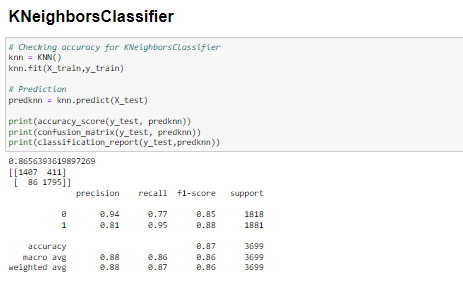 KNeighborsClassifier
# Checking accuracy for KNeighborsClassifier
knn = KNN()
knn.fit(X_train,y_train)
# Prediction
predknn = knn.predict(X_test)
print(accuracy_score(y_test, predknn))
print(confusion_matrix(y_test, predknn))
print(classification_report(y_test,predknn))
0.8656393619897269
[[1407 411]
[ 86 1795]]
precision recall f1-score support
0 0.94 0.77 0.85 1818
1 0.81 0.95 0.88 1881
accuracy 0.87 3699
macro avg 0.88 0.86 0.86 3699
weighted avg 0.88 0.87 0.86 3699